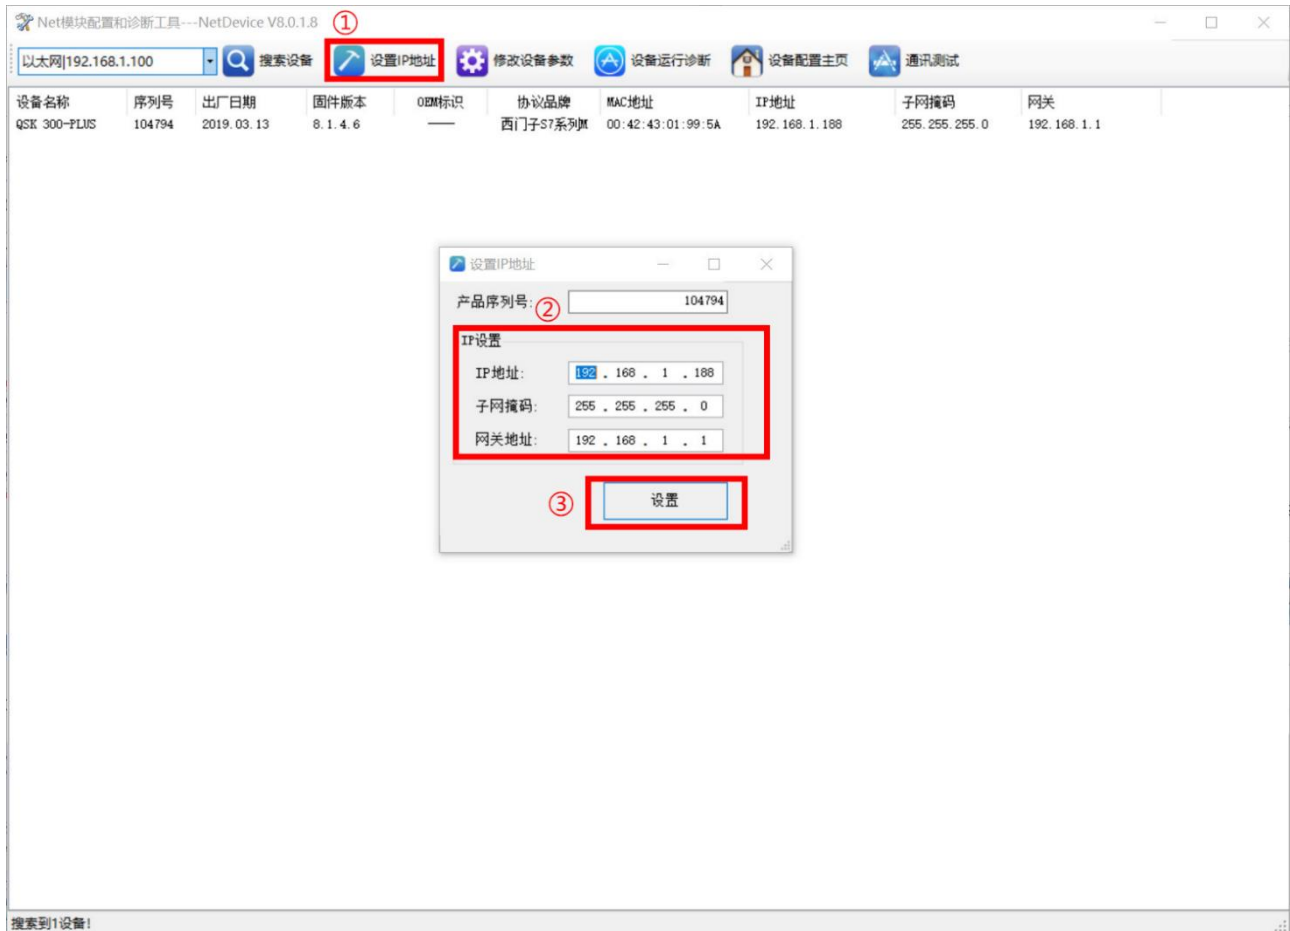 Net模块配置和诊断工具---NetDevice V8.0.1.8 ①
以太网|192.168.1.100 搜索设备 设置IP地址 修改设备参数 设备运行诊断 设备配置主页 通讯测试
设备名称 序列号 出厂日期 固件版本 OEM标识 协议品牌 MAC地址 IP地址 子网掩码 网关
QSK 300-PLUS 104794 2019.03.13 8.1.4.6 —— 西门子S7系列M 00:42:43:01:99:5A 192.168.1.188 255.255.255.0 192.168.1.1
设置IP地址
产品序列号: ② 104794
IP设置
IP地址: 192 . 168 . 1 . 188
子网掩码: 255 . 255 . 255 . 0
网关地址: 192 . 168 . 1 . 1
③ 设置
搜索到1设备!